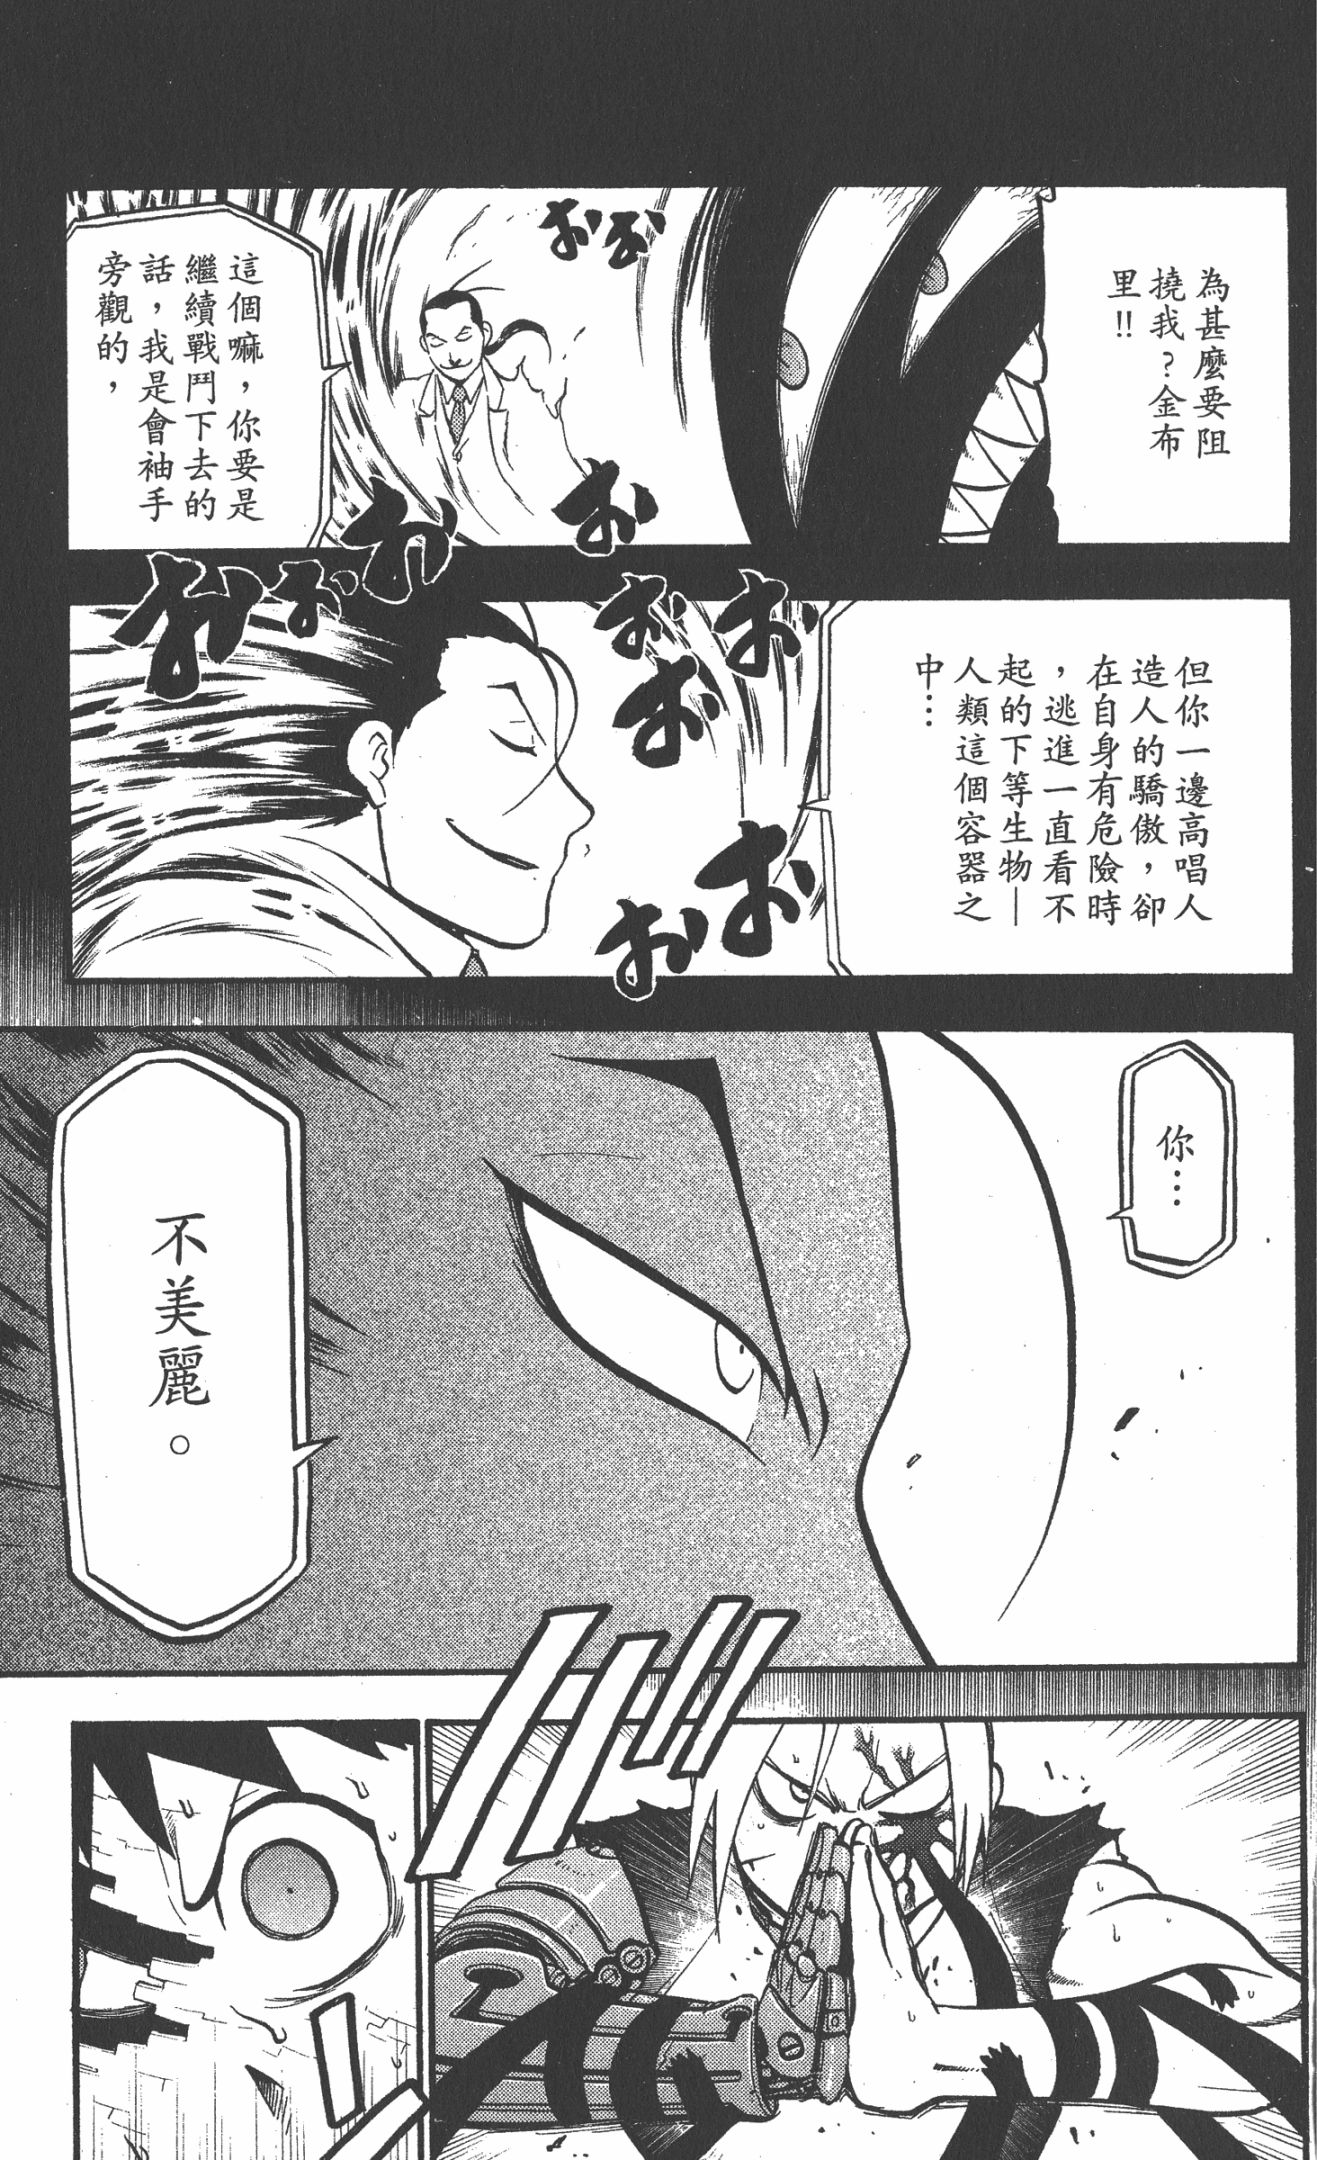 為甚麼要阻
撓我？金布
里!!
おお
お
這個嘛，你要是
繼續戰鬥下去的
話，我是會袖手
旁觀的，
お
お
お
お
お
お
お
お
但你一邊高唱人
造人的驕傲，卻
在自身有危險時
，逃進一直看不
起的下等生物—
人類這個容器之
中…
你…
不美麗。